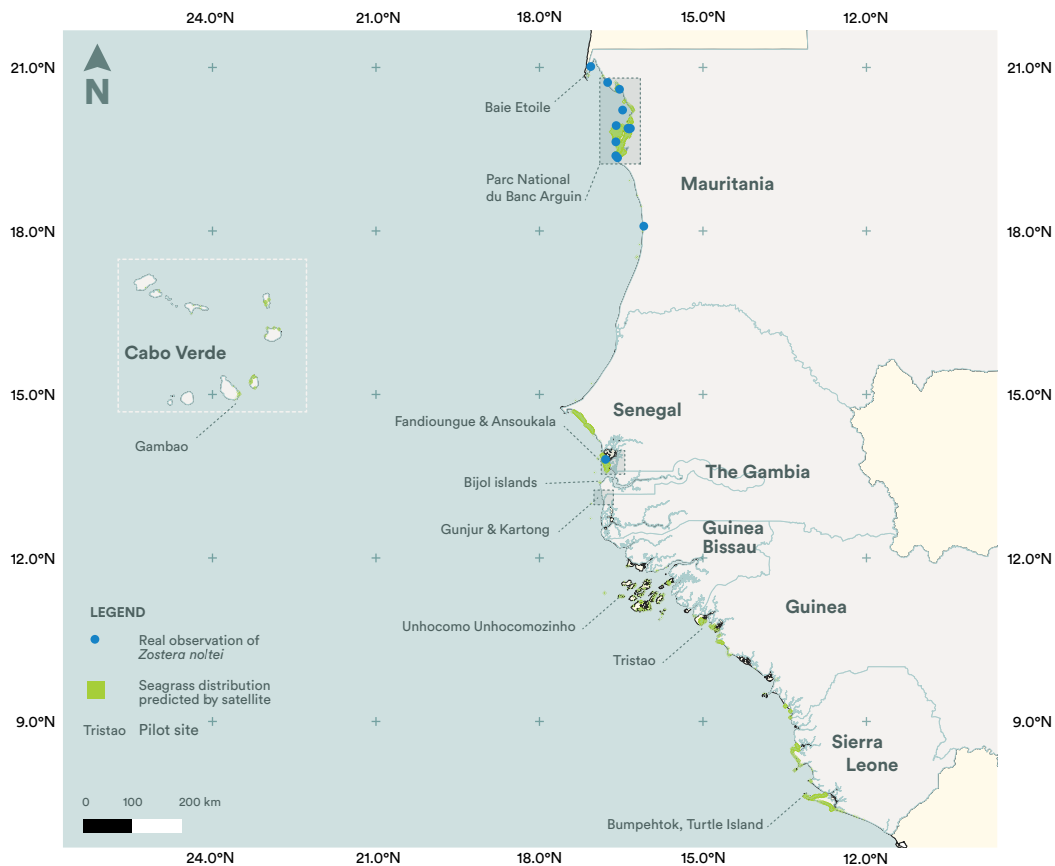 24.0°N
21.0°N
18.0°N
15.0°N
12.0°N
21.0°N
21.0°N
N
Baie Etoile
Parc National
du Banc Arguin
Mauritania
18.0°N
18.0°N
Cabo Verde
15.0°N
15.0°N
Senegal
Fandioungue & Ansoukala
Gambao
The Gambia
Bijol islands
Gunjur & Kartong
Guinea
Bissau
12.0°N
12.0°N
Guinea
LEGEND
Unhocomo Unhocomozinho
Real observation of
Zostera noltei
Tristao
Seagrass distribution
predicted by satellite
9.0°N
9.0°N
Tristao Pilot site
Sierra
Leone
0 100 200 km
Bumpehtok, Turtle Island
24.0°N
21.0°N
18.0°N
15.0°N
12.0°N